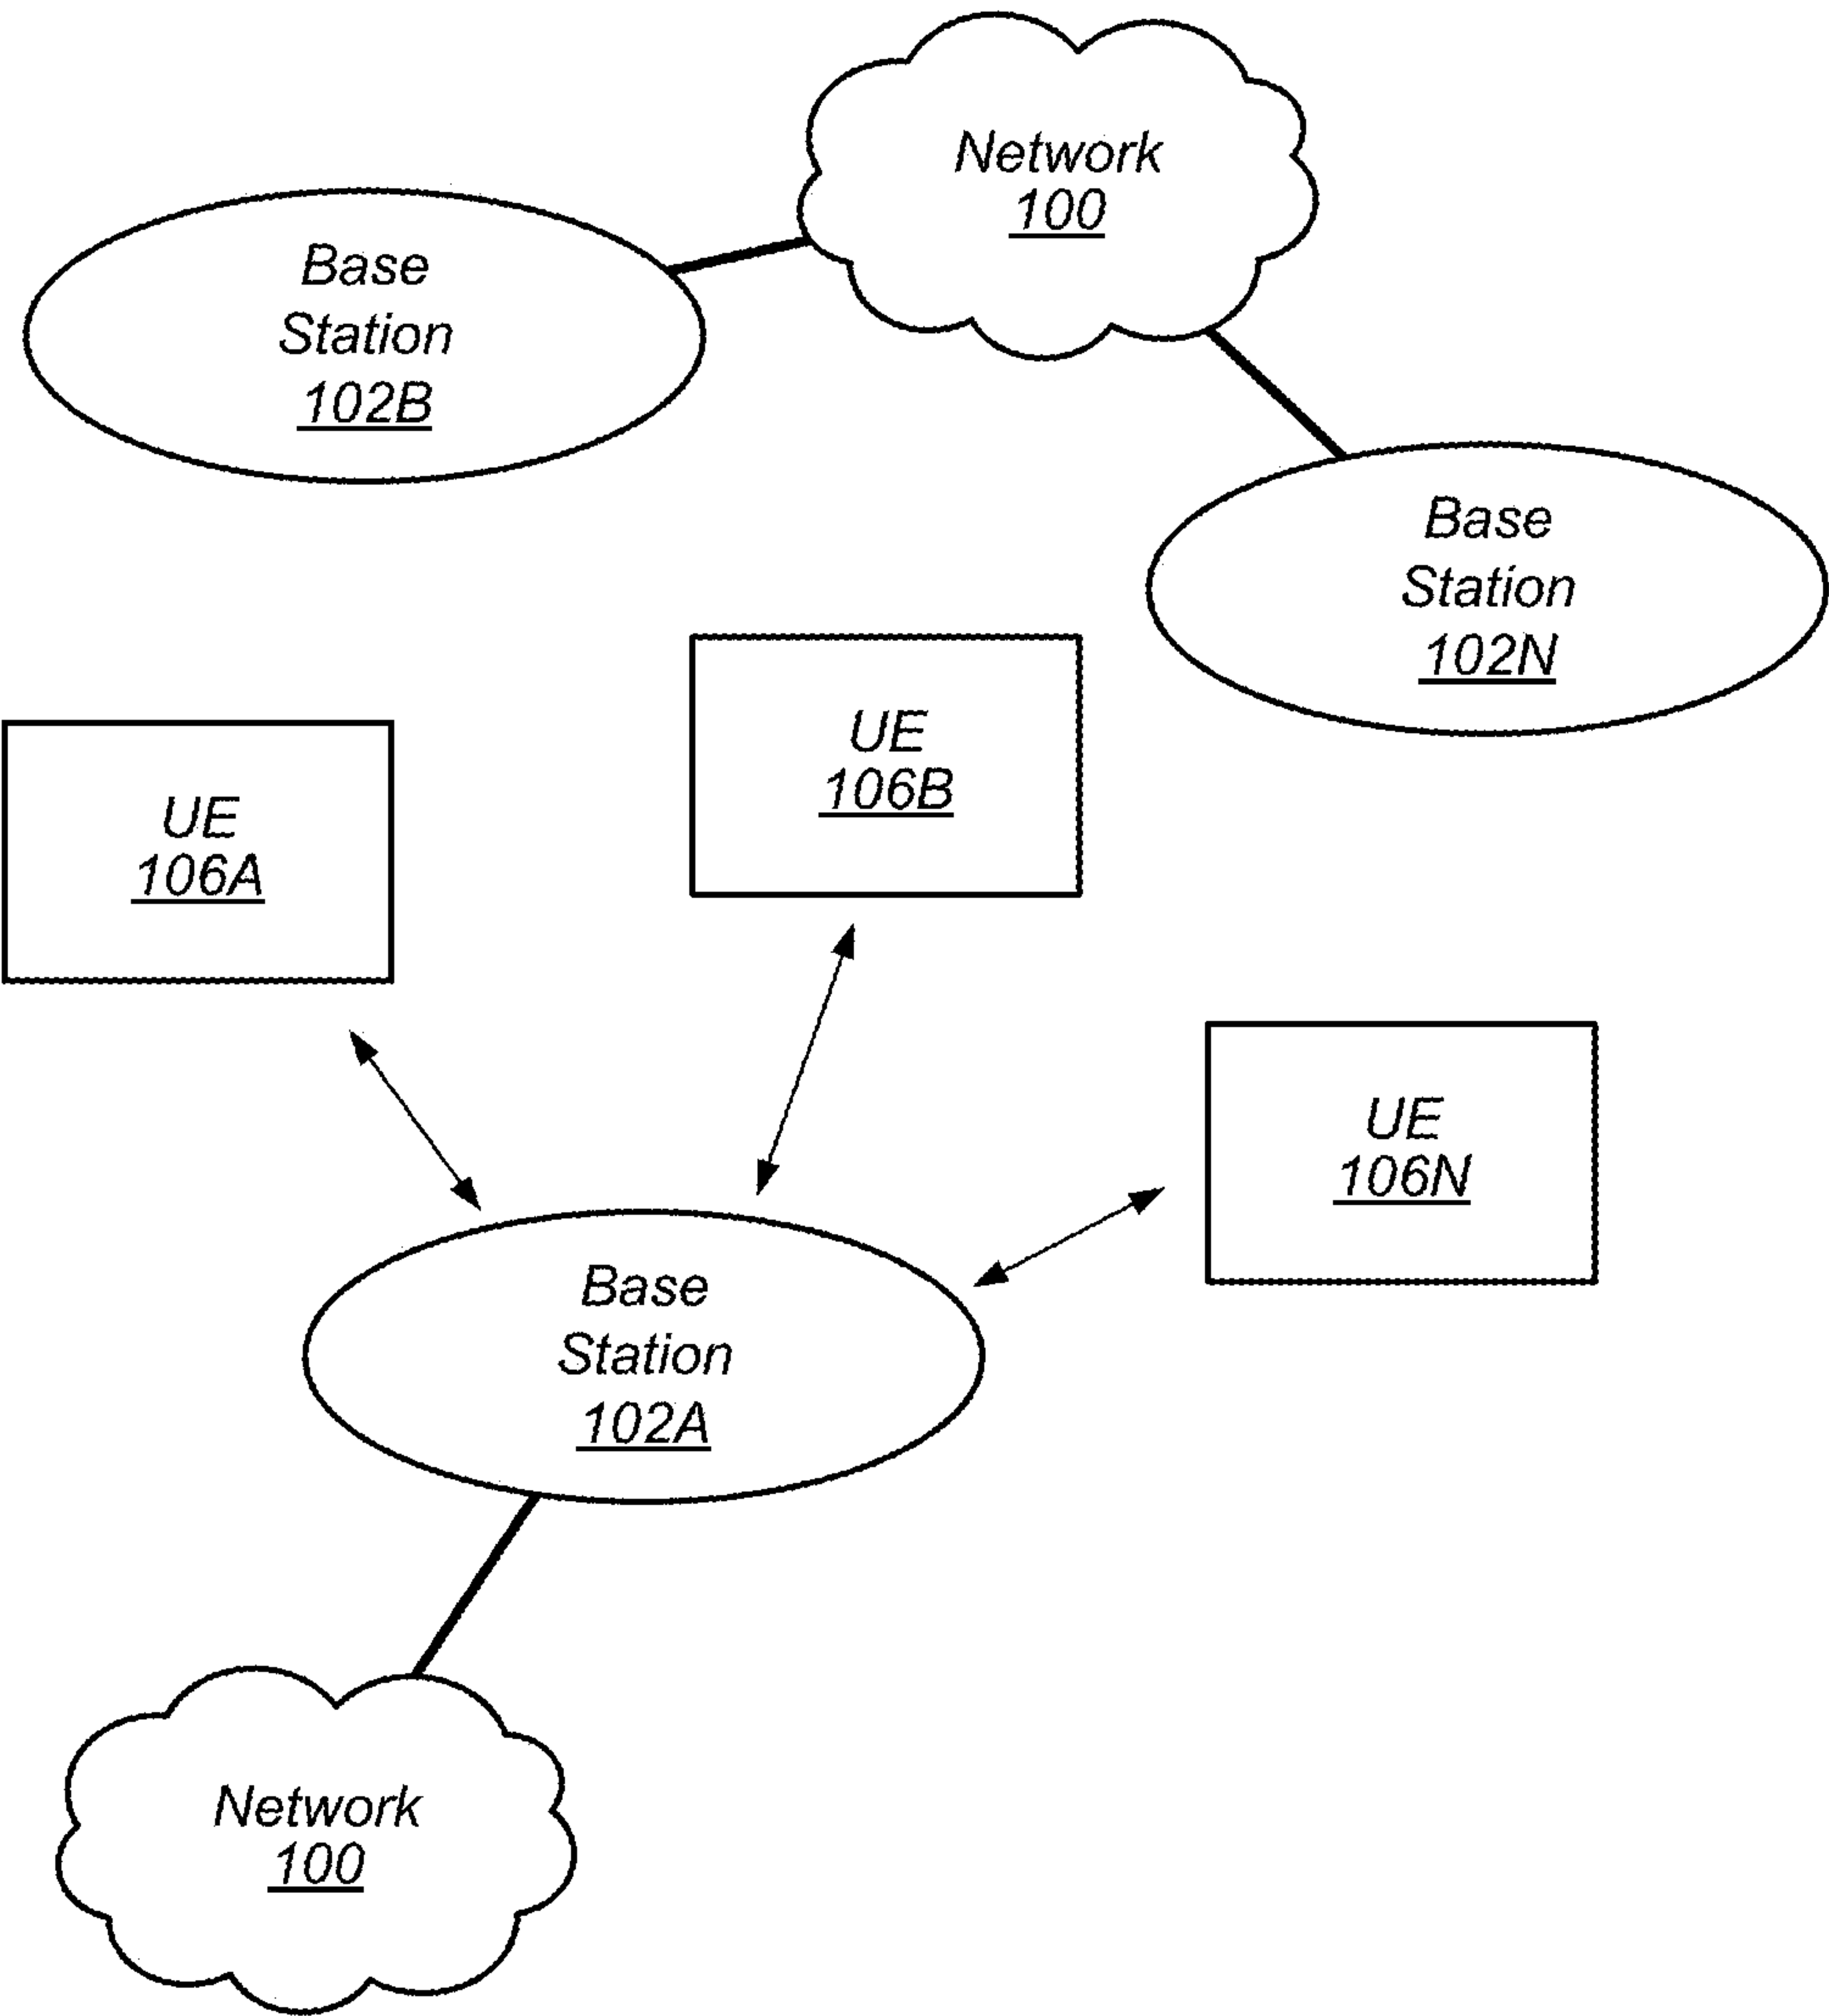 Network
100
Base
Station
102B
Base
Station
102N
UE
106B
UE
106A
UE
106N
Base
Station
102A
Network
100